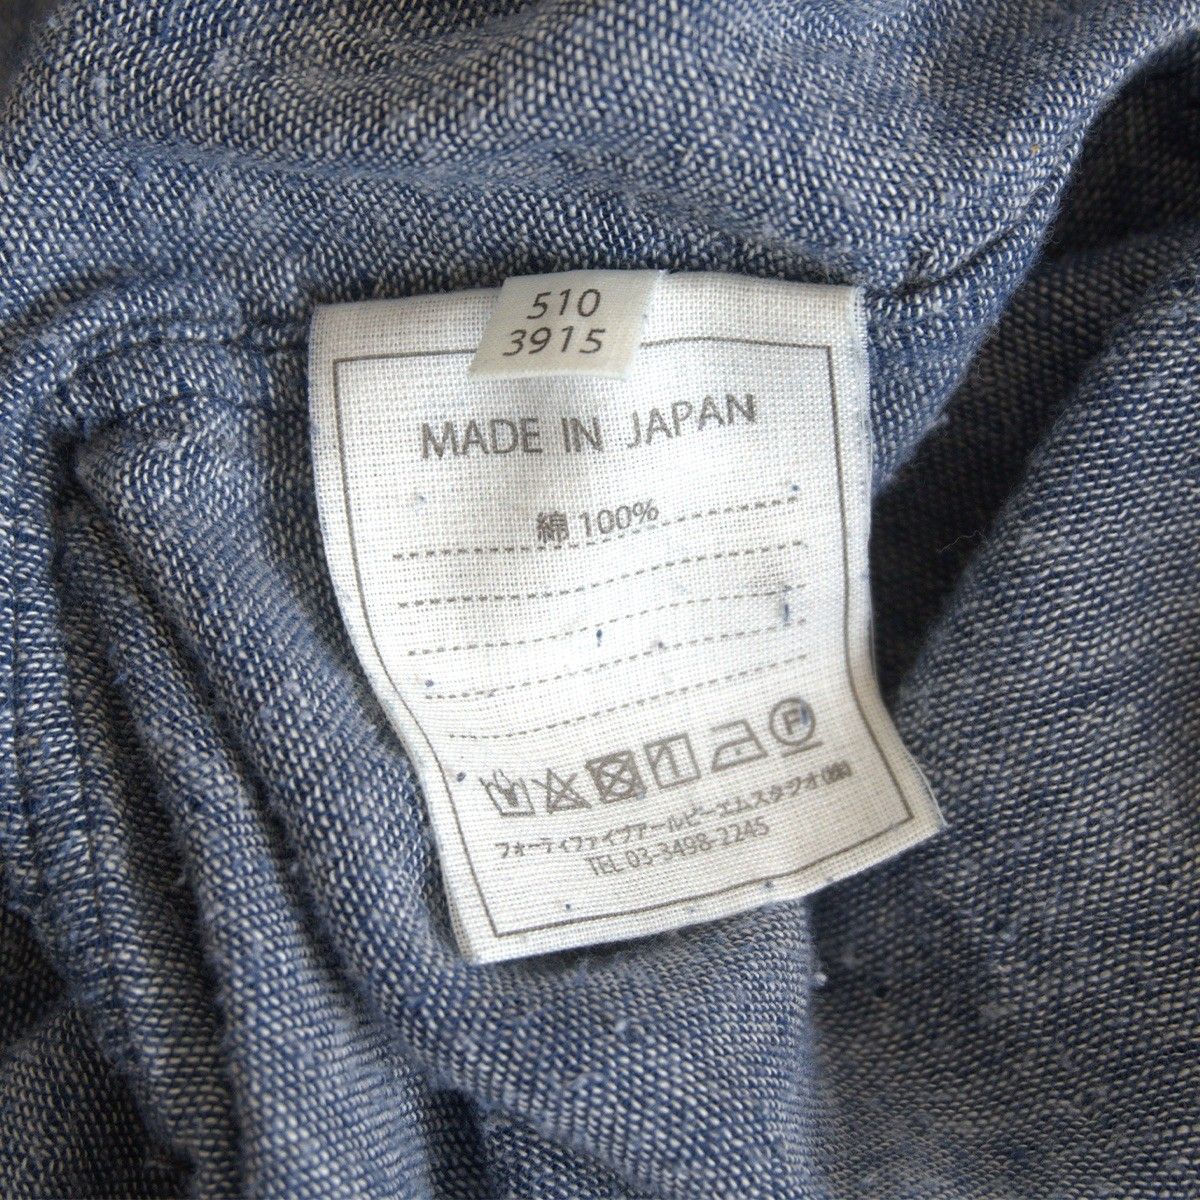 510
3915
MADE IN JAPAN
綿 100%
F
フォーティファイブアールピーエムスタジオ(株)
TEL 03-3498-2245